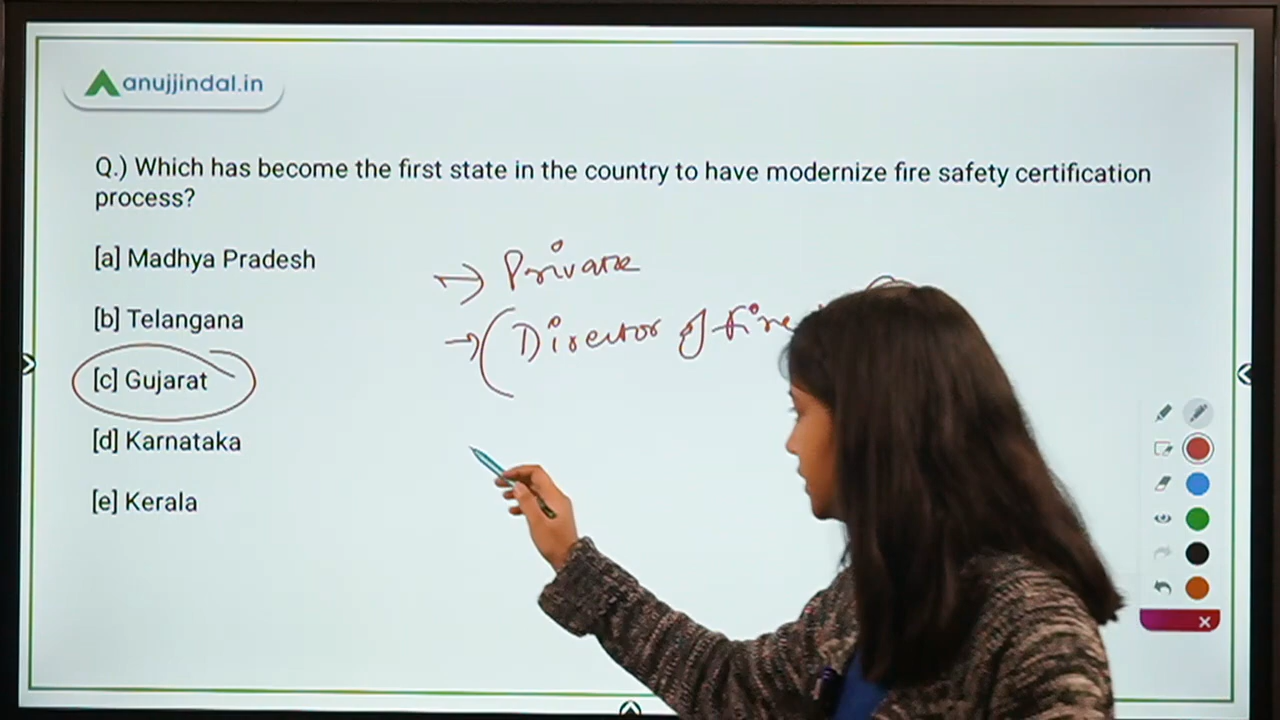 anujjindal.in
Q.) Which has become the first state in the country to have modernize fire safety certification
process?
[a] Madhya Pradesh
[b] Telangana
[c] Gujarat
[d] Karnataka
[e] Kerala
→ Private
→ (Director of fire